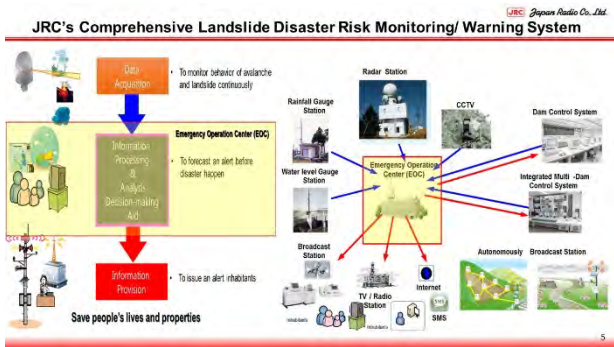 JRC Japan Radio Co., Ltd.
JRC's Comprehensive Landslide Disaster Risk Monitoring/ Warning System
Data
Acquisition
• To monitor behavior of avalanche
and landside continuously
Emergency Operation Center (EOC)
Information
Processing
&
Analysis
Decision-making
Aid
• To forecast an alert before
disaster happen
Information
Provision
• To issue an alert inhabitants
Save people's lives and properties
Radar Station
Rainfall Gauge
Station
CCTV
Dam Control System
Emergency Operation
Center (EOC)
Water level Gauge
Station
Integrated Multi -Dam
Control System
Broadcast
Station
TV / Radio
Station
Internet
SMS
SMS
Inhabitants
Inhabitants
Autonomously
Broadcast Station
5